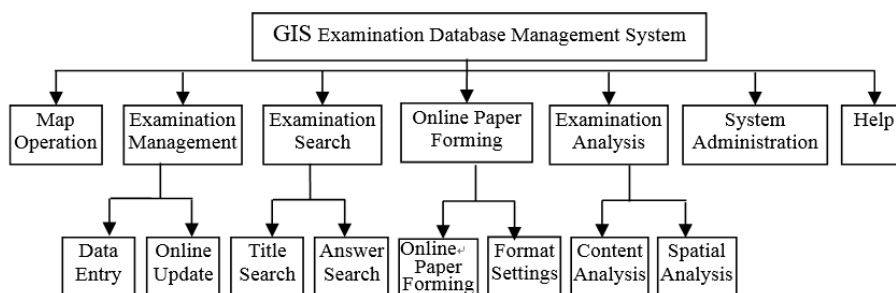 GIS Examination Database Management System
Map
Operation
Examination
Management
Examination
Search
Online Paper
Forming
Examination
Analysis
System
Administration
Help
Data
Entry
Online
Update
Title
Search
Answer
Search
Online↵
Paper
Forming
Format
Settings
Content
Analysis
Spatial
Analysis